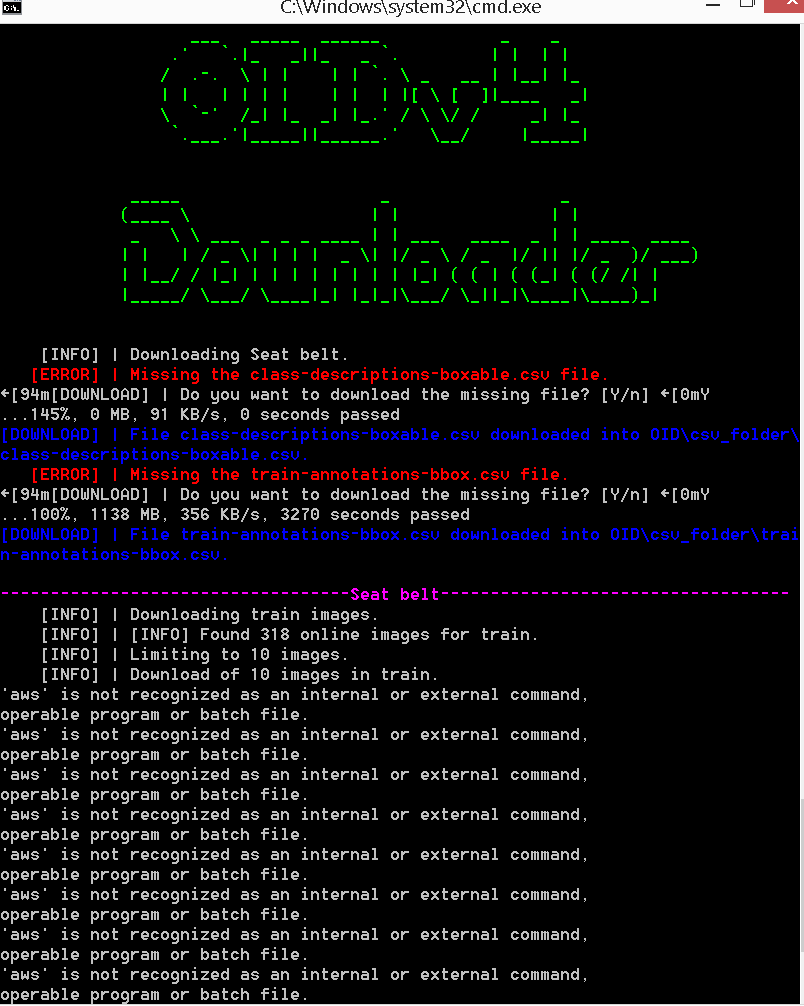 C:\Windows\system32\cmd.exe
OIDv4
Downloader
[INFO] | Downloading Seat belt.
[ERROR] | Missing the class-descriptions-boxable.csv file.
←[94m[DOWNLOAD] | Do you want to download the missing file? [Y/n] ←[0mY
...145%, 0 MB, 91 KB/s, 0 seconds passed
[DOWNLOAD] | File class-descriptions-boxable.csv downloaded into OID\csv_folder\
class-descriptions-boxable.csv.
[ERROR] | Missing the train-annotations-bbox.csv file.
←[94m[DOWNLOAD] | Do you want to download the missing file? [Y/n] ←[0mY
...100%, 1138 MB, 356 KB/s, 3270 seconds passed
[DOWNLOAD] | File train-annotations-bbox.csv downloaded into OID\csv_folder\trai
n-annotations-bbox.csv.
-----------------------------------Seat belt-----------------------------------
[INFO] | Downloading train images.
[INFO] | [INFO] Found 318 online images for train.
[INFO] | Limiting to 10 images.
[INFO] | Download of 10 images in train.
'aws' is not recognized as an internal or external command,
operable program or batch file.
'aws' is not recognized as an internal or external command,
operable program or batch file.
'aws' is not recognized as an internal or external command,
operable program or batch file.
'aws' is not recognized as an internal or external command,
operable program or batch file.
'aws' is not recognized as an internal or external command,
operable program or batch file.
'aws' is not recognized as an internal or external command,
operable program or batch file.
'aws' is not recognized as an internal or external command,
operable program or batch file.
'aws' is not recognized as an internal or external command,
operable program or batch file.